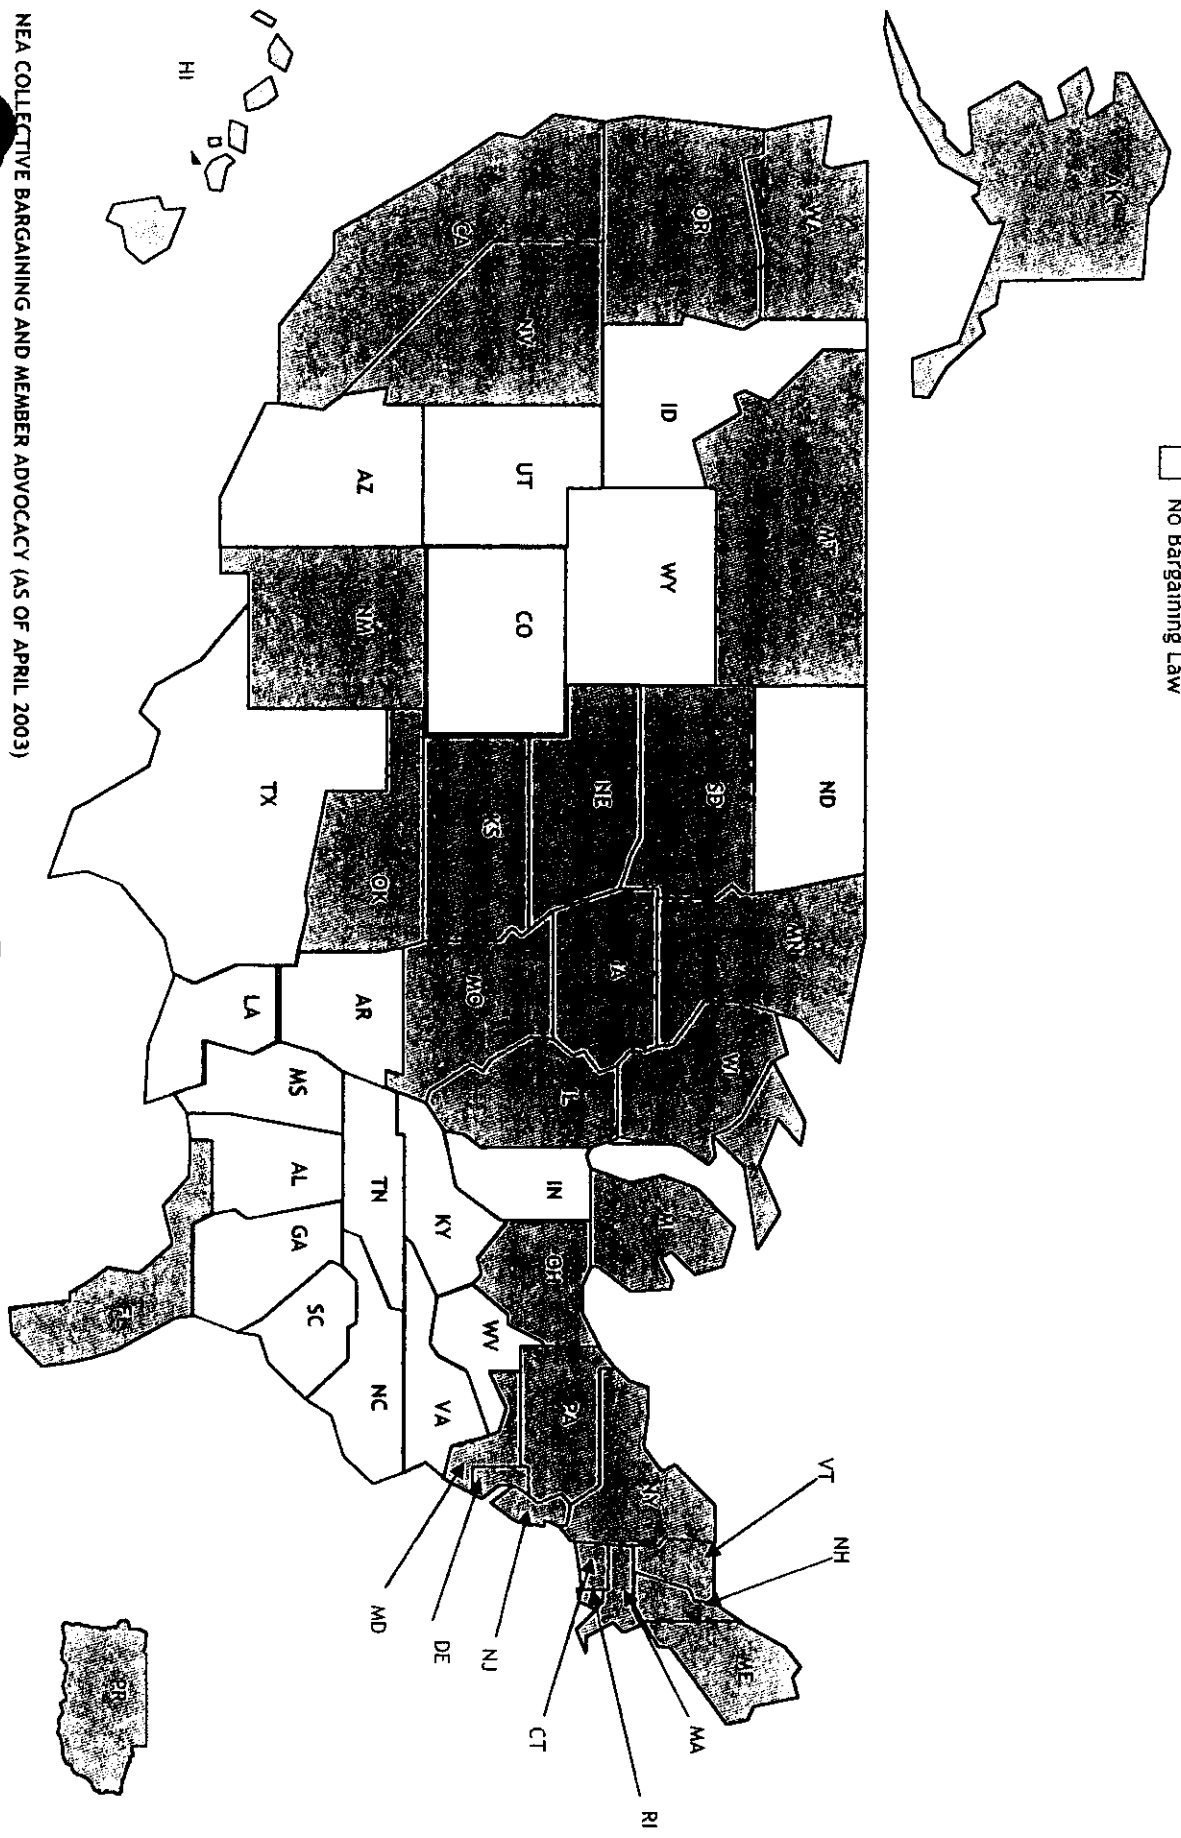 No Bargaining Law
AK
WA
OR
CA
NV
ID
MT
WY
UT
AZ
CO
NM
ND
SD
NE
KS
OK
TX
MN
IA
MO
AR
LA
WI
IL
MS
MI
IN
KY
TN
AL
OH
WV
VA
NC
SC
GA
FL
PA
NY
VT
NH
ME
MA
RI
CT
NJ
DE
MD
HI
PR
NEA COLLECTIVE BARGAINING AND MEMBER ADVOCACY (AS OF APRIL 2003)